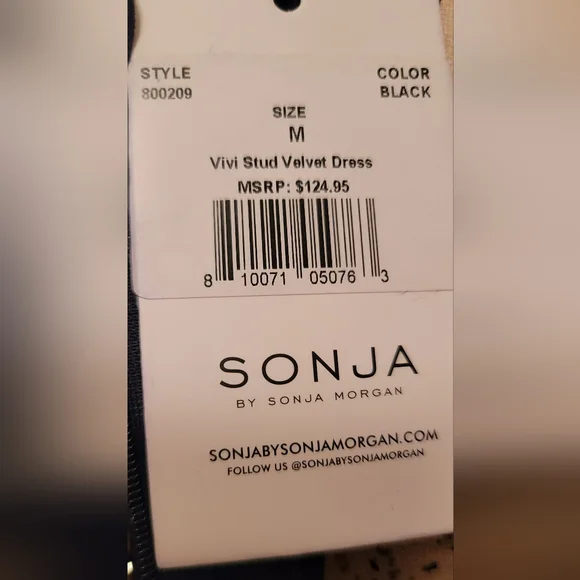 STYLE COLOR
800209 BLACK
SIZE
M
Vivi Stud Velvet Dress
MSRP: $124.95
8 10071 05076 3
SONJA
BY SONJA MORGAN
SONJABYSONJAMORGAN.COM
FOLLOW US @SONJABYSONJAMORGAN